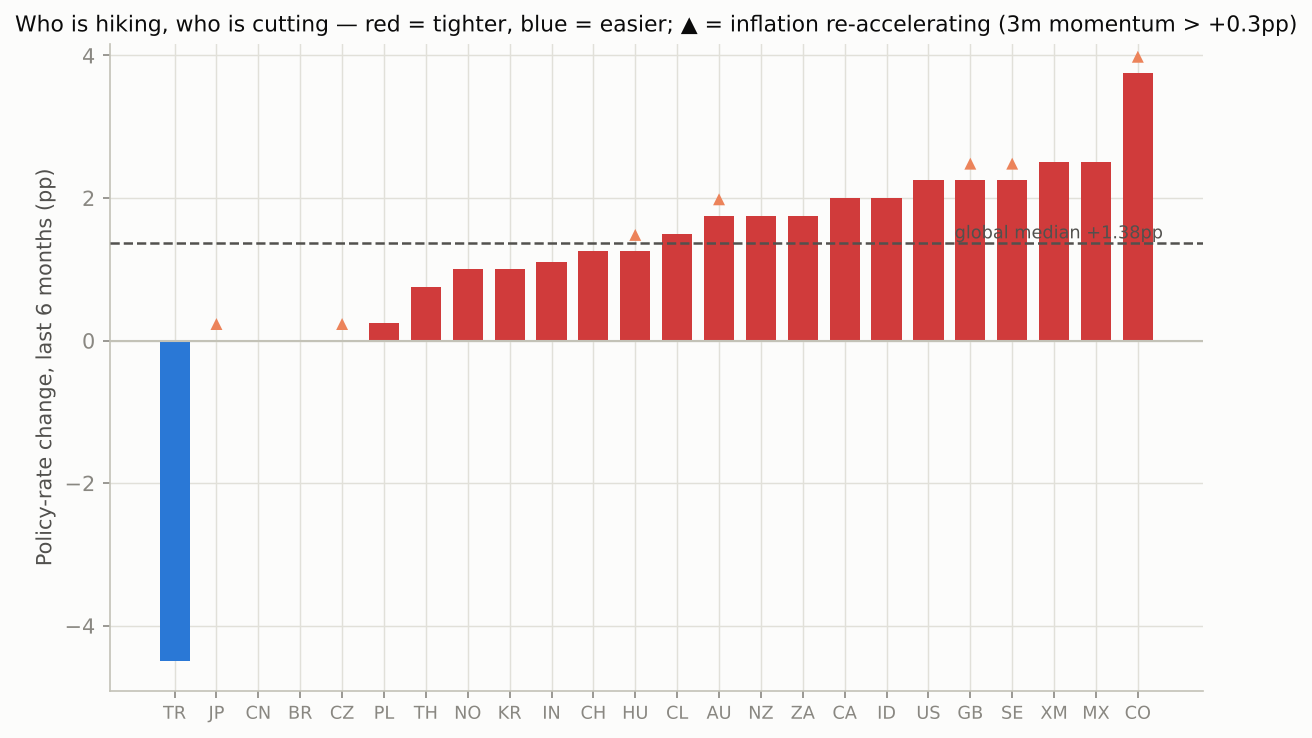 Who is hiking, who is cutting — red = tighter, blue = easier; ▲ = inflation re-accelerating (3m momentum > +0.3pp)
Policy-rate change, last 6 months (pp)
4
2
0
−2
−4
global median +1.38pp
TR JP CN BR CZ PL TH NO KR IN CH HU CL AU NZ ZA CA ID US GB SE XM MX CO